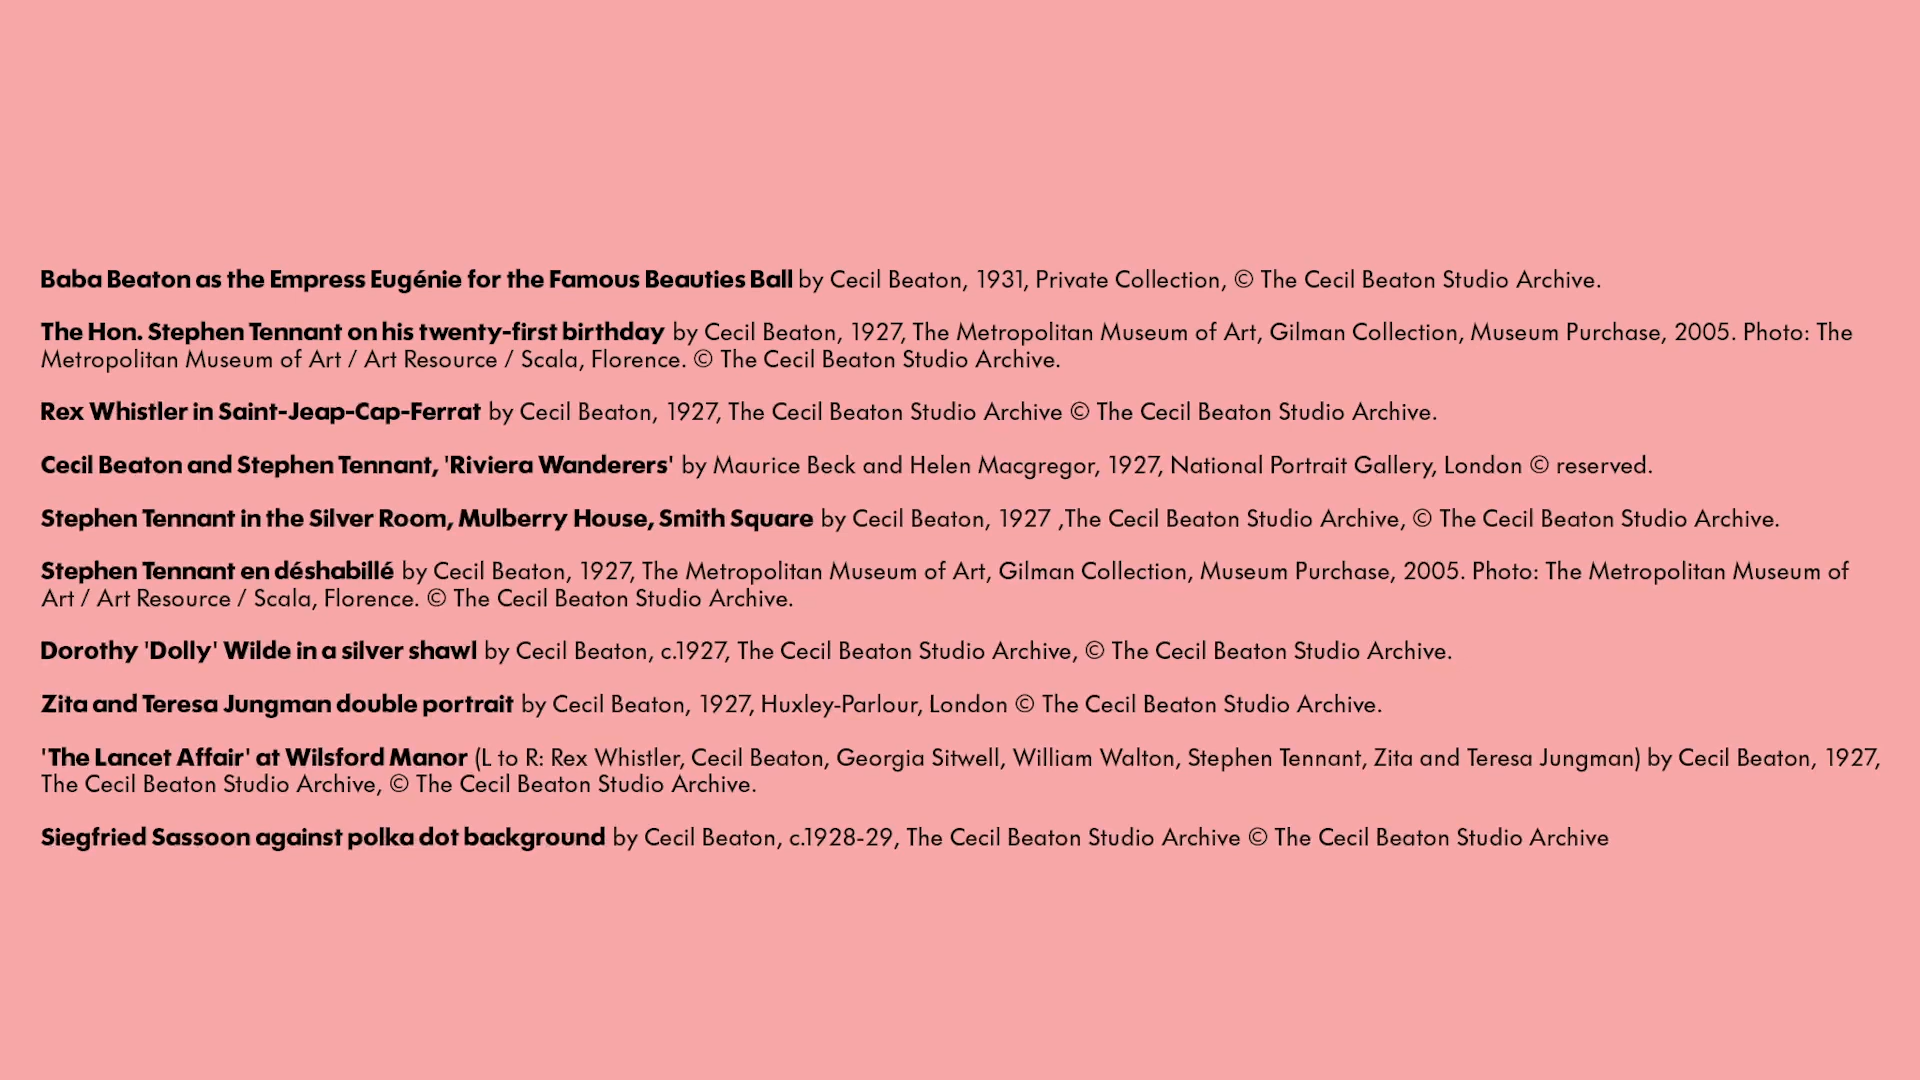 Baba Beaton as the Empress Eugénie for the Famous Beauties Ball by Cecil Beaton, 1931, Private Collection, © The Cecil Beaton Studio Archive.
The Hon. Stephen Tennant on his twenty-first birthday by Cecil Beaton, 1927, The Metropolitan Museum of Art, Gilman Collection, Museum Purchase, 2005. Photo: The
Metropolitan Museum of Art / Art Resource / Scala, Florence. © The Cecil Beaton Studio Archive.
Rex Whistler in Saint-Jeap-Cap-Ferrat by Cecil Beaton, 1927, The Cecil Beaton Studio Archive © The Cecil Beaton Studio Archive.
Cecil Beaton and Stephen Tennant, 'Riviera Wanderers' by Maurice Beck and Helen Macgregor, 1927, National Portrait Gallery, London © reserved.
Stephen Tennant in the Silver Room, Mulberry House, Smith Square by Cecil Beaton, 1927 ,The Cecil Beaton Studio Archive, © The Cecil Beaton Studio Archive.
Stephen Tennant en déshabillé by Cecil Beaton, 1927, The Metropolitan Museum of Art, Gilman Collection, Museum Purchase, 2005. Photo: The Metropolitan Museum of
Art / Art Resource / Scala, Florence. © The Cecil Beaton Studio Archive.
Dorothy 'Dolly' Wilde in a silver shawl by Cecil Beaton, c.1927, The Cecil Beaton Studio Archive, © The Cecil Beaton Studio Archive.
Zita and Teresa Jungman double portrait by Cecil Beaton, 1927, Huxley-Parlour, London © The Cecil Beaton Studio Archive.
'The Lancet Affair' at Wilsford Manor (L to R: Rex Whistler, Cecil Beaton, Georgia Sitwell, William Walton, Stephen Tennant, Zita and Teresa Jungman) by Cecil Beaton, 1927,
The Cecil Beaton Studio Archive, © The Cecil Beaton Studio Archive.
Siegfried Sassoon against polka dot background by Cecil Beaton, c.1928-29, The Cecil Beaton Studio Archive © The Cecil Beaton Studio Archive